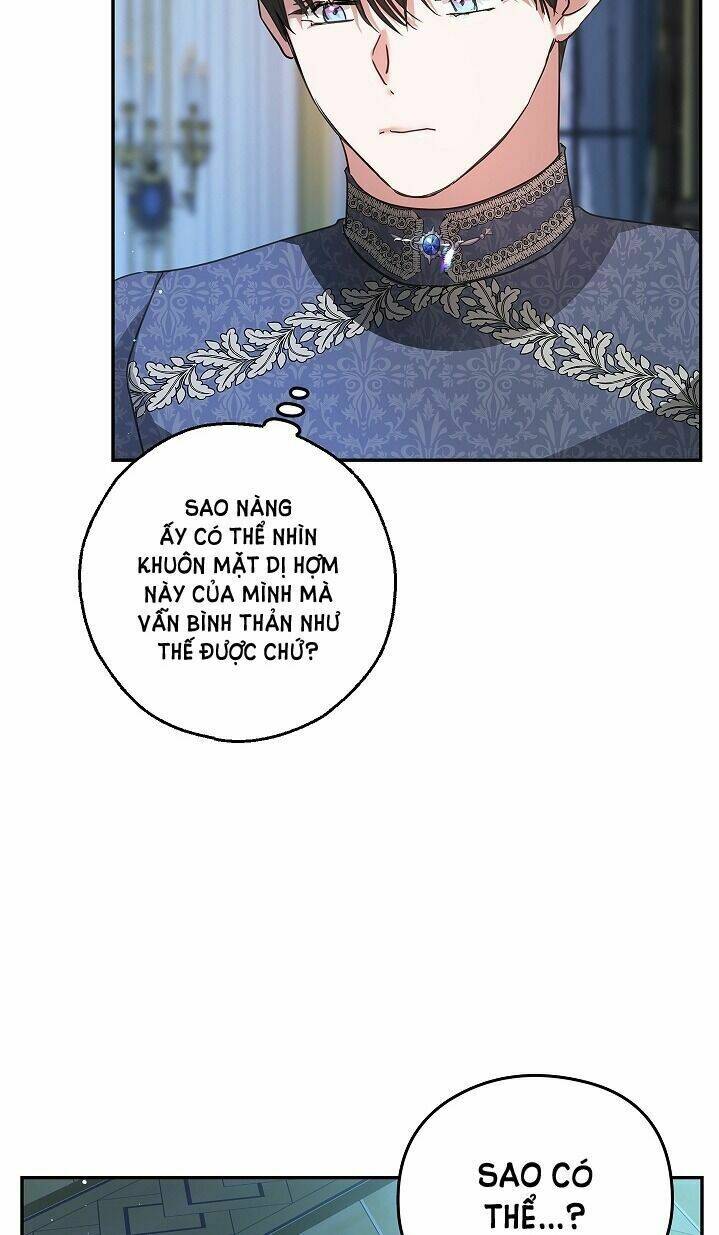 SAO NÀNG
ẤY CÓ THỂ NHÌN
KHUÔN MẶT DỊ HỢM
NÀY CỦA MÌNH MÀ
VẪN BÌNH THẢN NHƯ
THẾ ĐƯỢC CHỨ?
SAO CÓ
THỂ...?